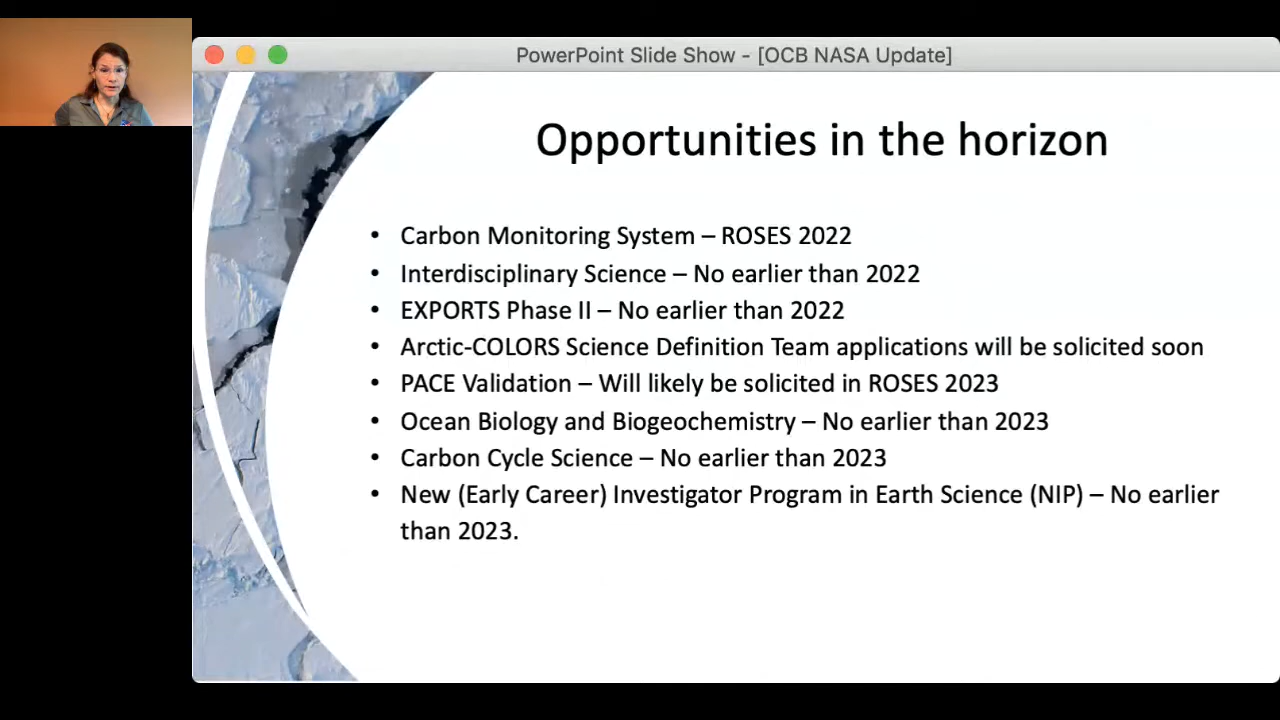 PowerPoint Slide Show - [OCB NASA Update]
Opportunities in the horizon
• Carbon Monitoring System – ROSES 2022
• Interdisciplinary Science – No earlier than 2022
• EXPORTS Phase II – No earlier than 2022
• Arctic-COLORS Science Definition Team applications will be solicited soon
• PACE Validation – Will likely be solicited in ROSES 2023
• Ocean Biology and Biogeochemistry – No earlier than 2023
• Carbon Cycle Science – No earlier than 2023
• New (Early Career) Investigator Program in Earth Science (NIP) – No earlier
than 2023.